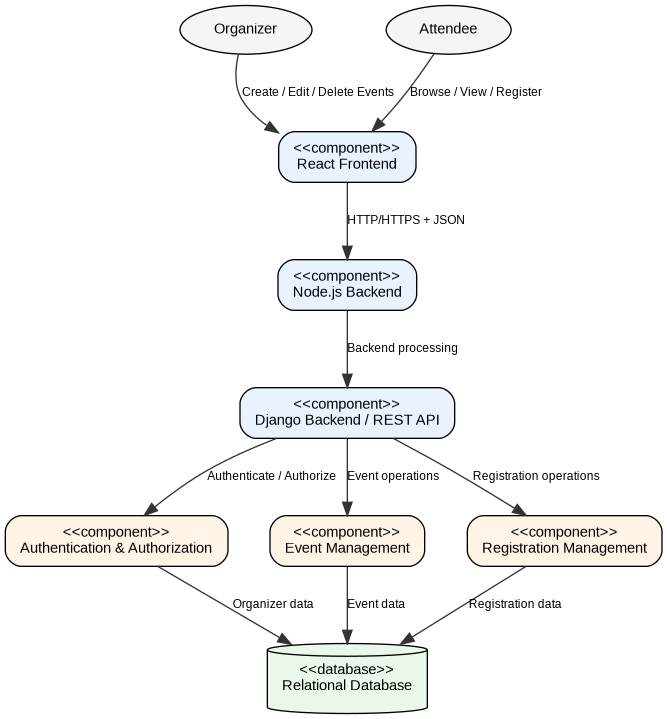 Organizer
Attendee
Create / Edit / Delete Events
Browse / View / Register
<<component>>
React Frontend
HTTP/HTTPS + JSON
<<component>>
Node.js Backend
Backend processing
<<component>>
Django Backend / REST API
Authenticate / Authorize
Event operations
Registration operations
<<component>>
Authentication & Authorization
<<component>>
Event Management
<<component>>
Registration Management
Organizer data
Event data
Registration data
<<database>>
Relational Database